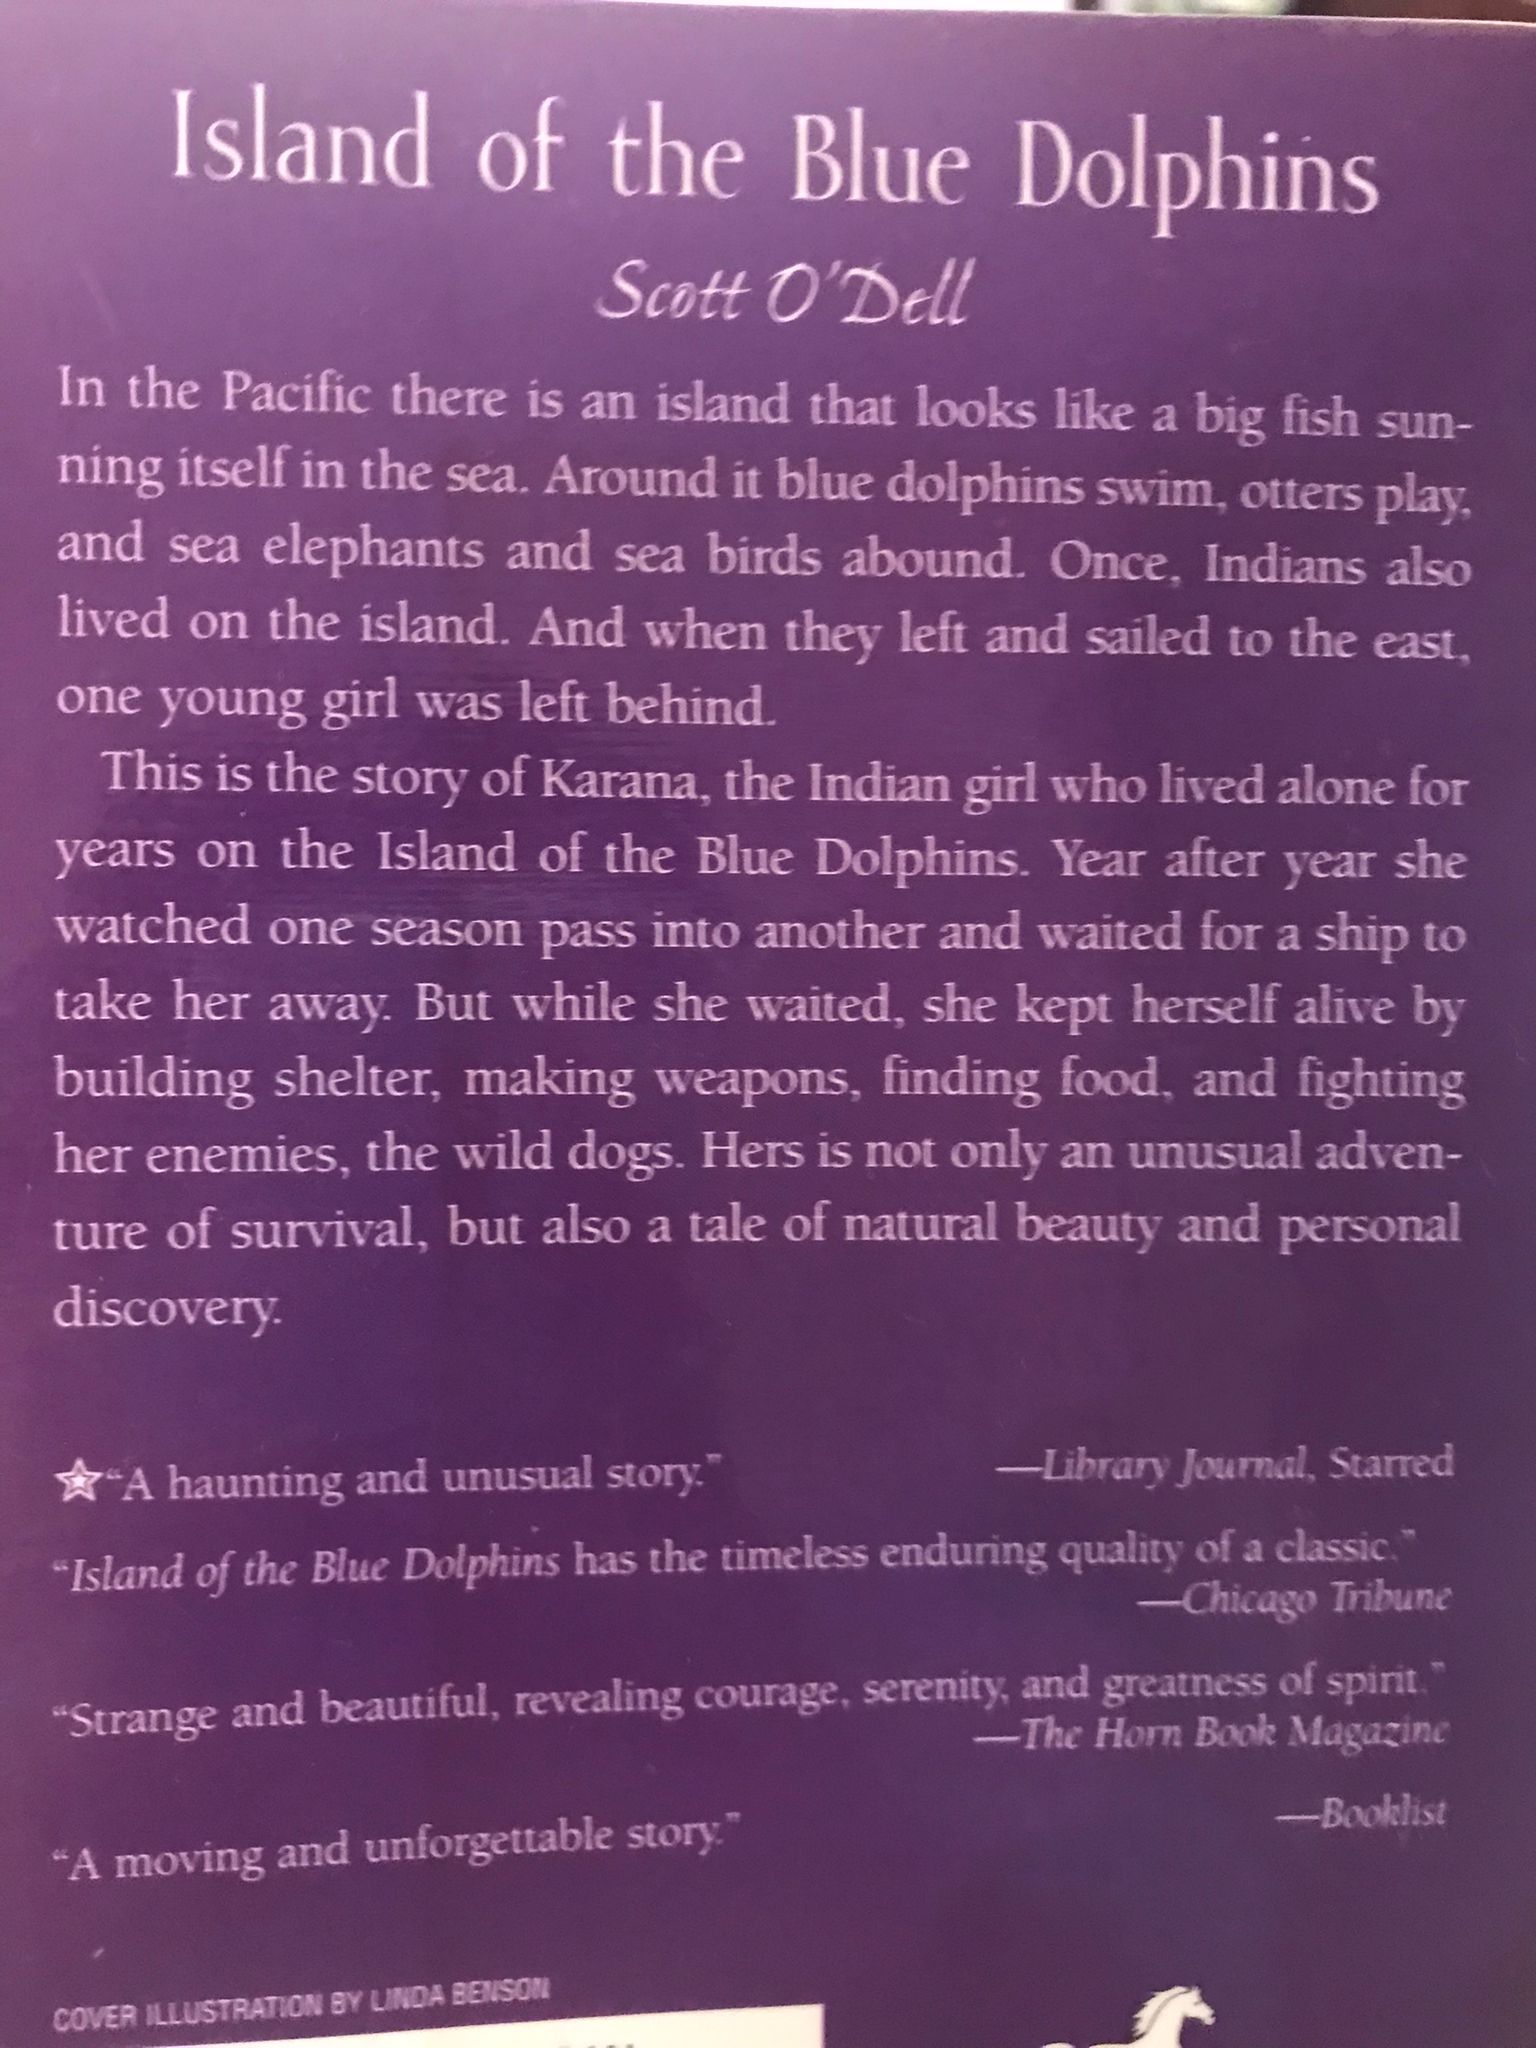 Island of the Blue Dolphins
Scott O'Dell
In the Pacific there is an island that looks like a big fish sun-
ning itself in the sea. Around it blue dolphins swim, otters play,
and sea elephants and sea birds abound. Once, Indians also
lived on the island. And when they left and sailed to the east,
one young girl was left behind.
This is the story of Karana, the Indian girl who lived alone for
years on the Island of the Blue Dolphins. Year after year she
watched one season pass into another and waited for a ship to
take her away. But while she waited, she kept herself alive by
building shelter, making weapons, finding food, and fighting
her enemies, the wild dogs. Hers is not only an unusual adven-
ture of survival, but also a tale of natural beauty and personal
discovery.
☆“A haunting and unusual story.” —Library Journal, Starred
“Island of the Blue Dolphins has the timeless enduring quality of a classic.”
—Chicago Tribune
“Strange and beautiful, revealing courage, serenity, and greatness of spirit.”
—The Horn Book Magazine
“A moving and unforgettable story.” —Booklist
COVER ILLUSTRATION BY LINDA BENSON